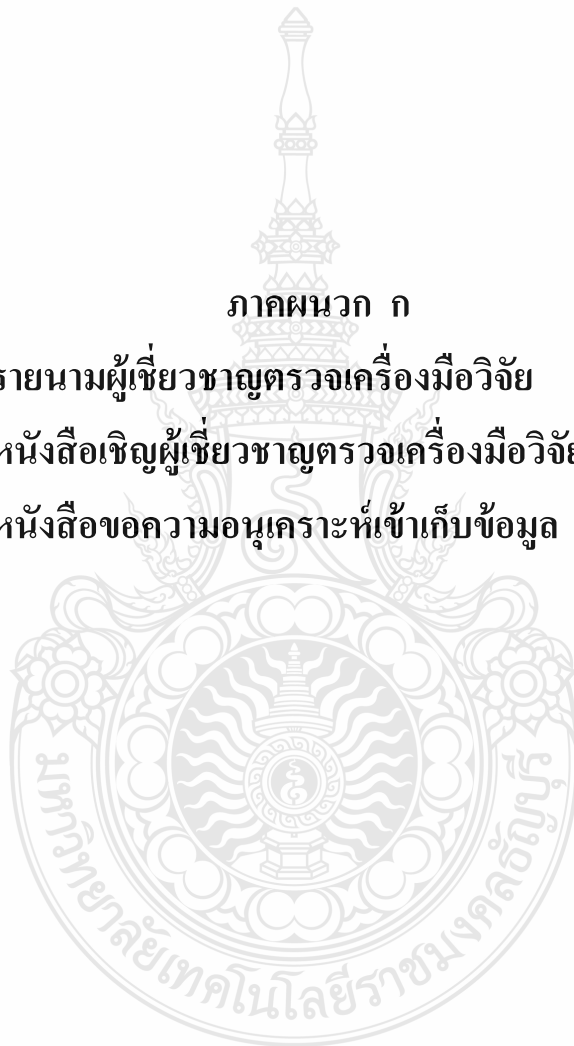 ภาคผนวก ก
รายนามผู้เชี่ยวชาญตรวจเครื่องมือวิจัย
หนังสือเชิญผู้เชี่ยวชาญตรวจเครื่องมือวิจัย
หนังสือขอความอนุเคราะห์เข้าเก็บข้อมูล
มหาวิทยาลัยเทคโนโลยีราชมงคลธัญบุรี